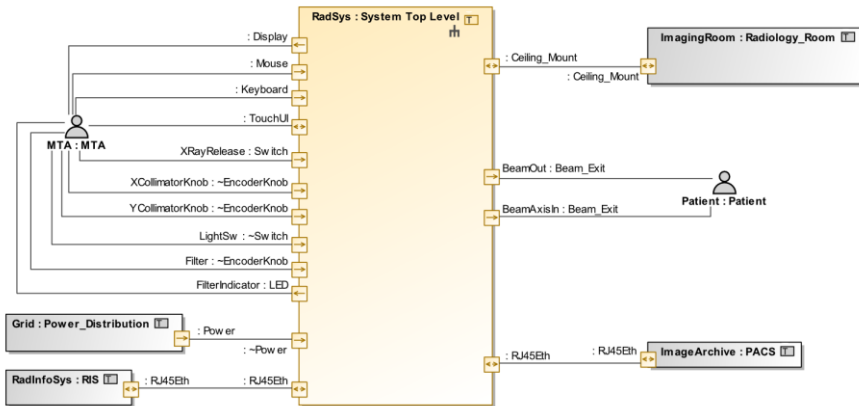 RadSys : System Top Level
: Display
: Mouse
: Keyboard
: TouchUI
MTA : MTA
XRayRelease : Switch
XCollimatorKnob : ~EncoderKnob
YCollimatorKnob : ~EncoderKnob
LightSw : ~Switch
Filter : ~EncoderKnob
FilterIndicator : LED
Grid : Power_Distribution
: Power
: ~Power
RadInfoSys : RIS
: RJ45Eth
: RJ45Eth
: Ceiling_Mount
: Ceiling_Mount
ImagingRoom : Radiology_Room
BeamOut : Beam_Exit
BeamAxisIn : Beam_Exit
Patient : Patient
: RJ45Eth
: RJ45Eth
ImageArchive : PACS